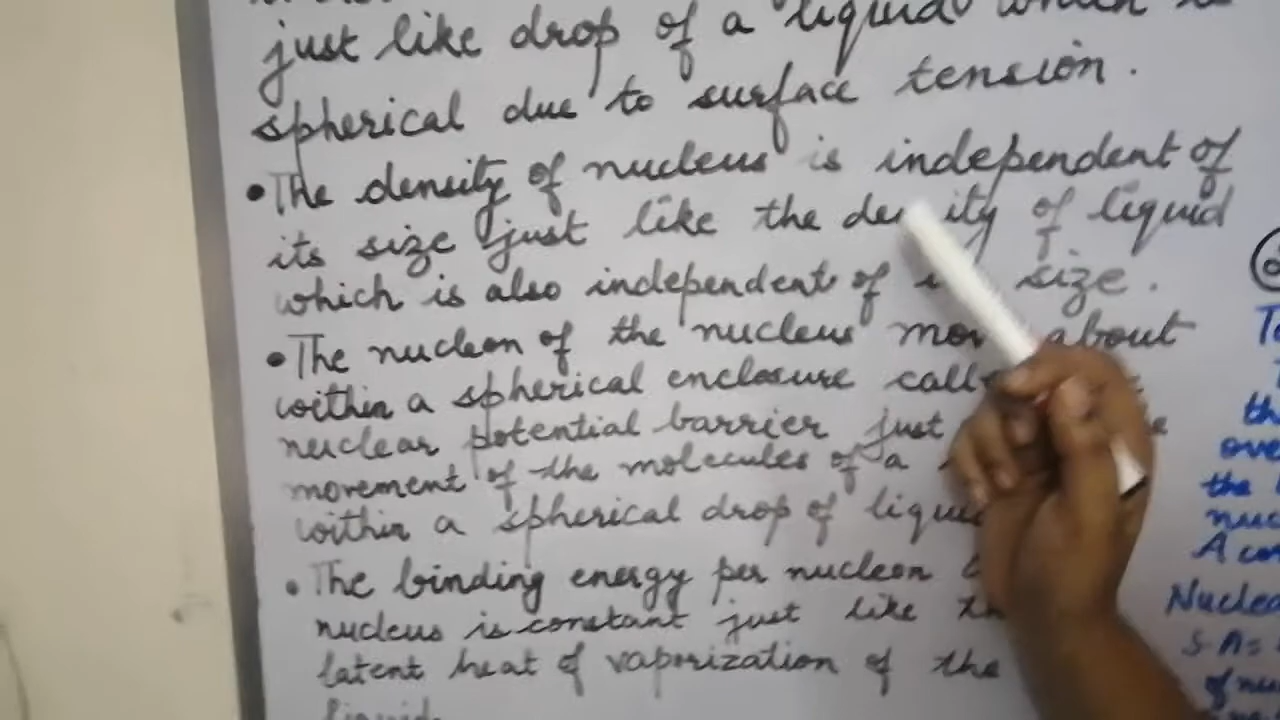 just like drop of a liquid which is
spherical due to surface tension.
• The density of nucleus is independent of
its size just like the density of liquid
which is also independent of its size.
• The nucleon of the nucleus move about
within a spherical enclosure called
nuclear potential barrier just
movement of the molecules of a
within a spherical drop of liquid
• The binding energy per nucleon
nucleus is constant just like the
latent heat of vaporization of the
liquid.
the
over
the
Nuclea